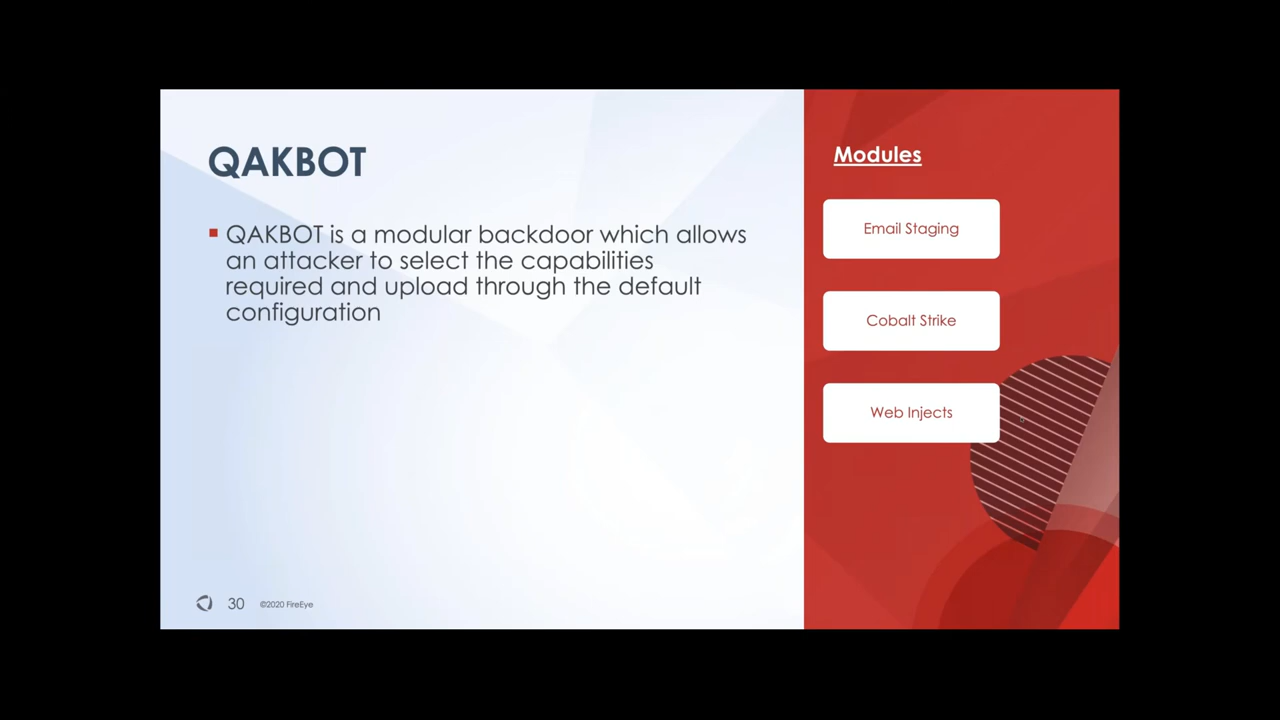 QAKBOT
▪ QAKBOT is a modular backdoor which allows
an attacker to select the capabilities
required and upload through the default
configuration
Modules
Email Staging
Cobalt Strike
Web Injects
30 ©2020 FireEye